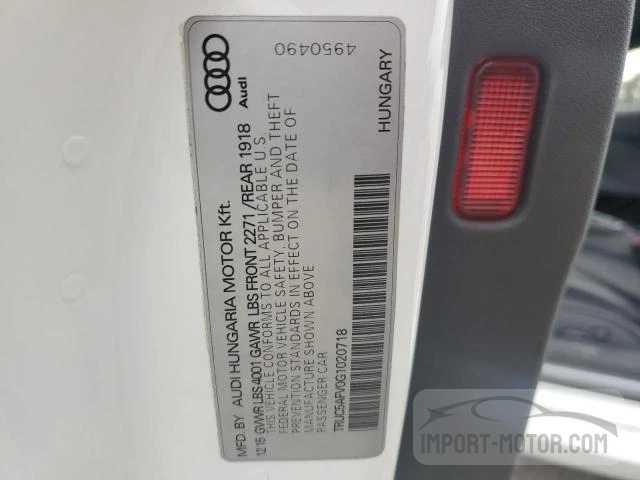 MFD. BY AUDI HUNGARIA MOTOR Kft.
12 15 GVWR LBS 4001 GAWR LBS FRONT 2271 /REAR 1918
THIS VEHICLE CONFORMS TO ALL APPLICABLE U.S.
FEDERAL MOTOR VEHICLE SAFETY, BUMPER AND THEFT
PREVENTION STANDARDS IN EFFECT ON THE DATE OF
MANUFACTURE SHOWN ABOVE
PASSENGER CAR
TRUC5AFV0G1020718
HUNGARY
Audi
4950490
IMPORT-MOTOR.COM